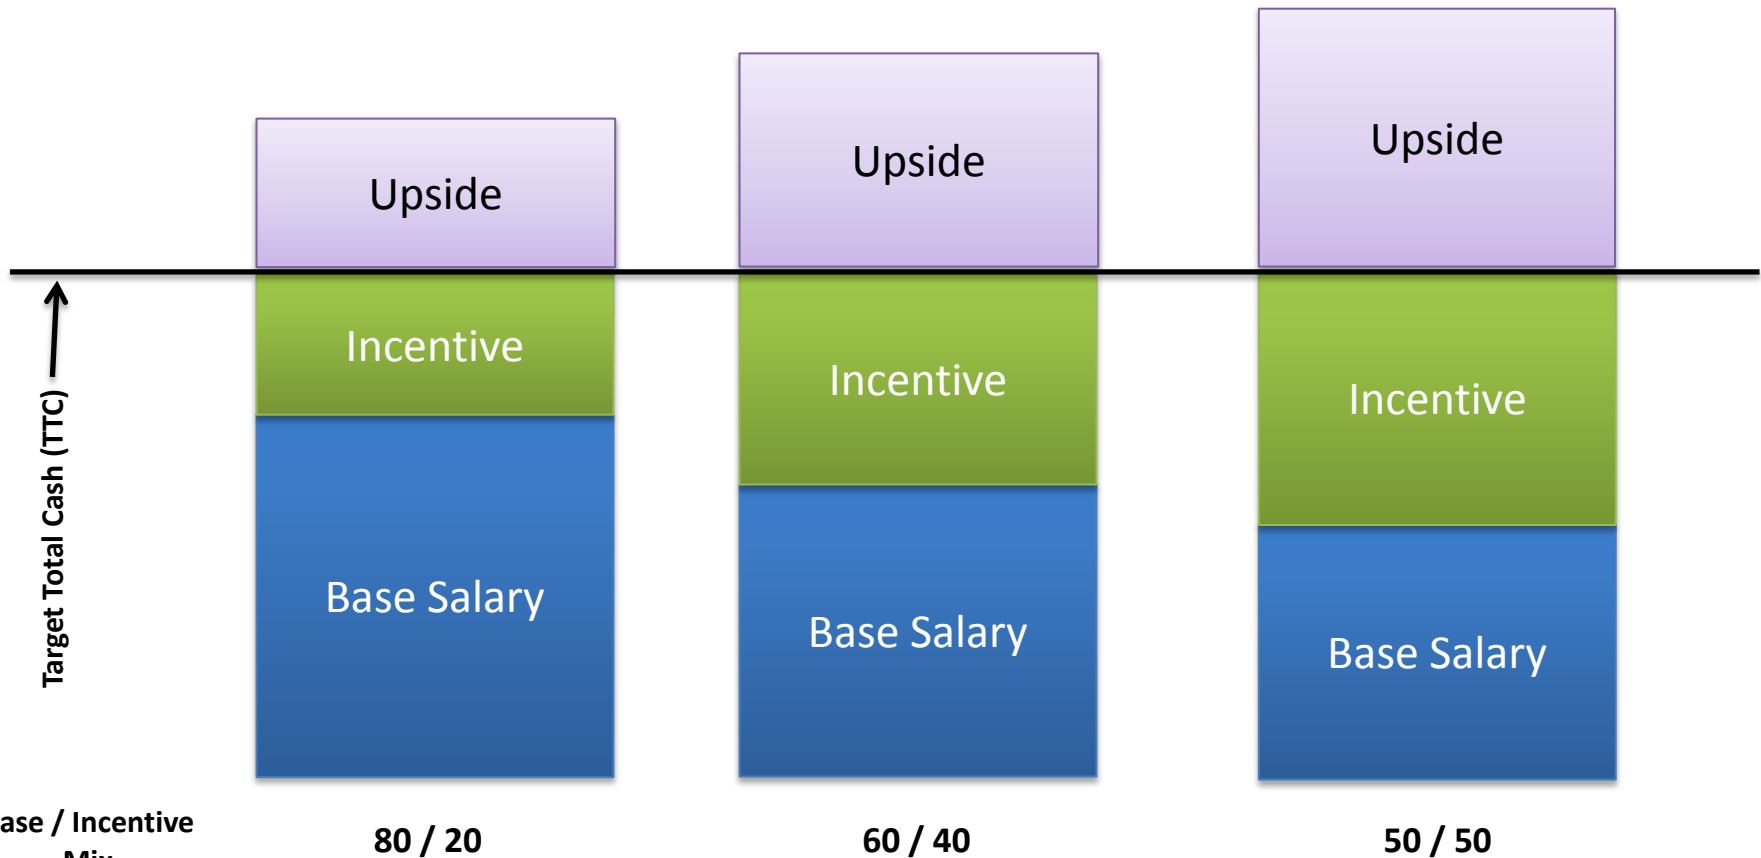 Upside
Upside
Upside
Incentive
Incentive
Incentive
Base Salary
Base Salary
Base Salary
Target Total Cash (TTC)
ase / Incentive
Mix
80 / 20
60 / 40
50 / 50